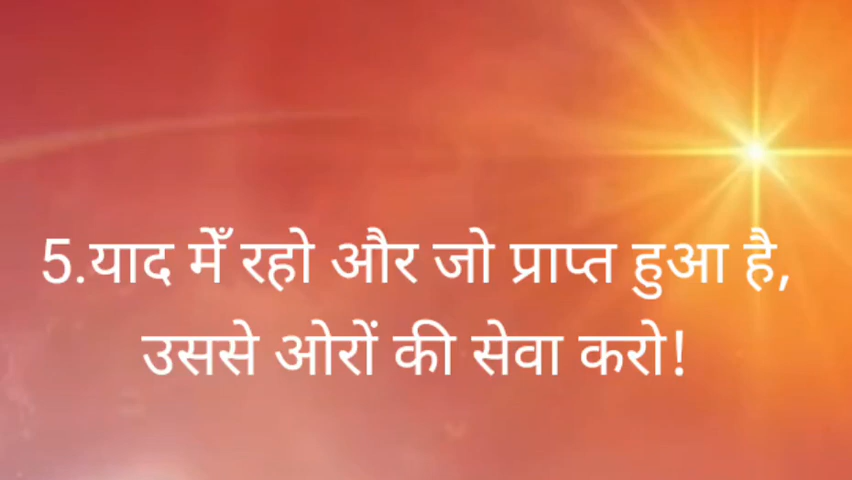 5.याद मेँ रहो और जो प्राप्त हुआ है,
उससे ओरों की सेवा करो!